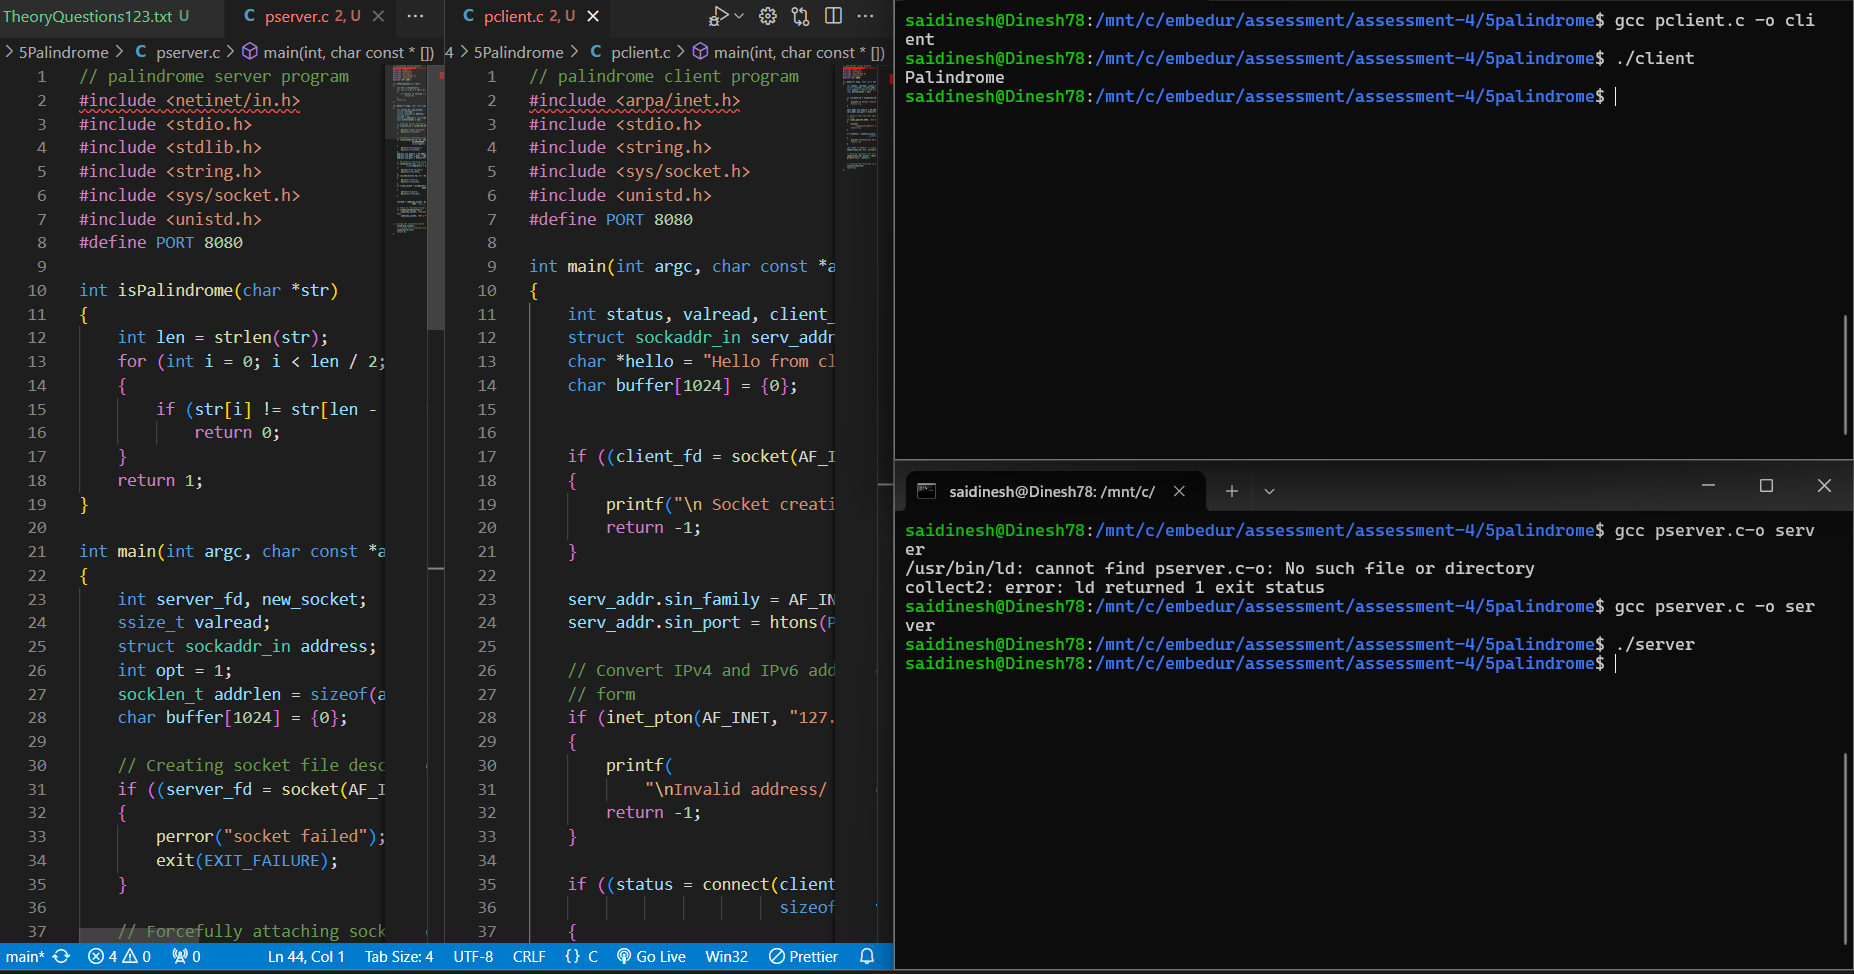 TheoryQuestions123.txt U
C pserver.c 2, U
> 5Palindrome > C pserver.c > main(int, char const * [])
1 // palindrome server program
2 #include <netinet/in.h>
3 #include <stdio.h>
4 #include <stdlib.h>
5 #include <string.h>
6 #include <sys/socket.h>
7 #include <unistd.h>
8 #define PORT 8080
9
10 int isPalindrome(char *str)
11 {
12 int len = strlen(str);
13 for (int i = 0; i < len / 2;
14 {
15 if (str[i] != str[len -
16 return 0;
17 }
18 return 1;
19 }
20
21 int main(int argc, char const *a
22 {
23 int server_fd, new_socket;
24 ssize_t valread;
25 struct sockaddr_in address;
26 int opt = 1;
27 socklen_t addrlen = sizeof(a
28 char buffer[1024] = {0};
29
30 // Creating socket file desc
31 if ((server_fd = socket(AF_I
32 {
33 perror("socket failed");
34 exit(EXIT_FAILURE);
35 }
36
37 // Forcefully attaching sock
C pclient.c 2, U
4 > 5Palindrome > C pclient.c > main(int, char const * [])
1 // palindrome client program
2 #include <arpa/inet.h>
3 #include <stdio.h>
4 #include <string.h>
5 #include <sys/socket.h>
6 #include <unistd.h>
7 #define PORT 8080
8
9 int main(int argc, char const *a
10 {
11 int status, valread, client_
12 struct sockaddr_in serv_addr
13 char *hello = "Hello from cl
14 char buffer[1024] = {0};
15
16
17 if ((client_fd = socket(AF_I
18 {
19 printf("\n Socket creati
20 return -1;
21 }
22
23 serv_addr.sin_family = AF_IN
24 serv_addr.sin_port = htons(P
25
26 // Convert IPv4 and IPv6 add
27 // form
28 if (inet_pton(AF_INET, "127.
29 {
30 printf(
31 "\nInvalid address/
32 return -1;
33 }
34
35 if ((status = connect(client
36 sizeof
37 {
main* 4 0 0 Ln 44, Col 1 Tab Size: 4 UTF-8 CRLF {} C Go Live Win32 Prettier
saidinesh@Dinesh78:/mnt/c/embedur/assessment/assessment-4/5palindrome$ gcc pclient.c -o cli
ent
saidinesh@Dinesh78:/mnt/c/embedur/assessment/assessment-4/5palindrome$ ./client
Palindrome
saidinesh@Dinesh78:/mnt/c/embedur/assessment/assessment-4/5palindrome$
saidinesh@Dinesh78: /mnt/c/
saidinesh@Dinesh78:/mnt/c/embedur/assessment/assessment-4/5palindrome$ gcc pserver.c-o serv
er
/usr/bin/ld: cannot find pserver.c-o: No such file or directory
collect2: error: ld returned 1 exit status
saidinesh@Dinesh78:/mnt/c/embedur/assessment/assessment-4/5palindrome$ gcc pserver.c -o ser
ver
saidinesh@Dinesh78:/mnt/c/embedur/assessment/assessment-4/5palindrome$ ./server
saidinesh@Dinesh78:/mnt/c/embedur/assessment/assessment-4/5palindrome$